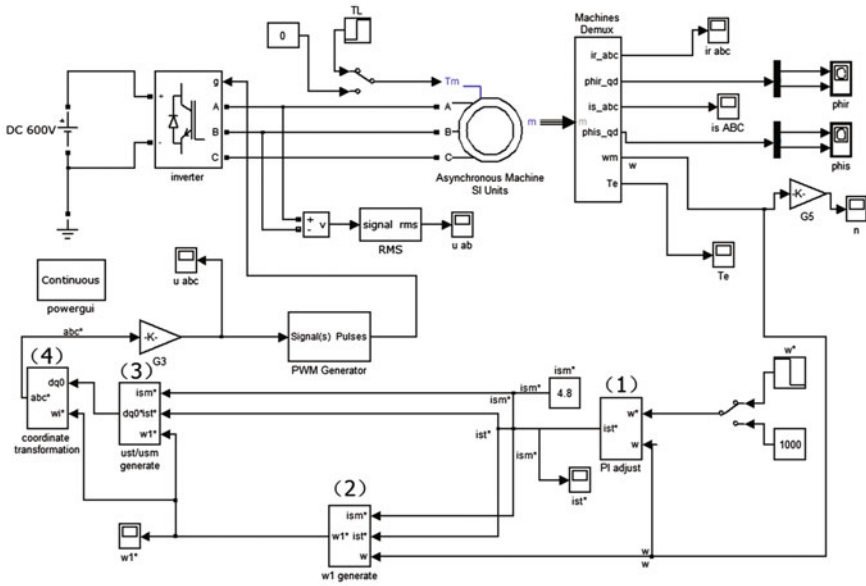 TL
0
Tm
g
A
B
C
+
-
inverter
DC 600V
+
A
B
C
m
Asynchronous Machine
SI Units
Machines
Demux
m
ir_abc
phir_qd
is_abc
phis_qd
wm
Te
ir abc
phir
is ABC
phis
w
-K-
G5
n
Te
+
-
v
signal rms
RMS
u ab
u abc
Continuous
powergui
abc*
-K-
G3
Signal(s) Pulses
PWM Generator
(4)
dq0
abc*
wi*
coordinate
transformation
(3)
ism*
dq0*ist*
w1*
ust/usm
generate
ism*
4.8
ism*
ism*
ist*
ism*
(1)
w*
ist*
w
PI adjust
w*
1000
ist*
(2)
ism*
w1* ist*
w
w1 generate
w1*
w
w